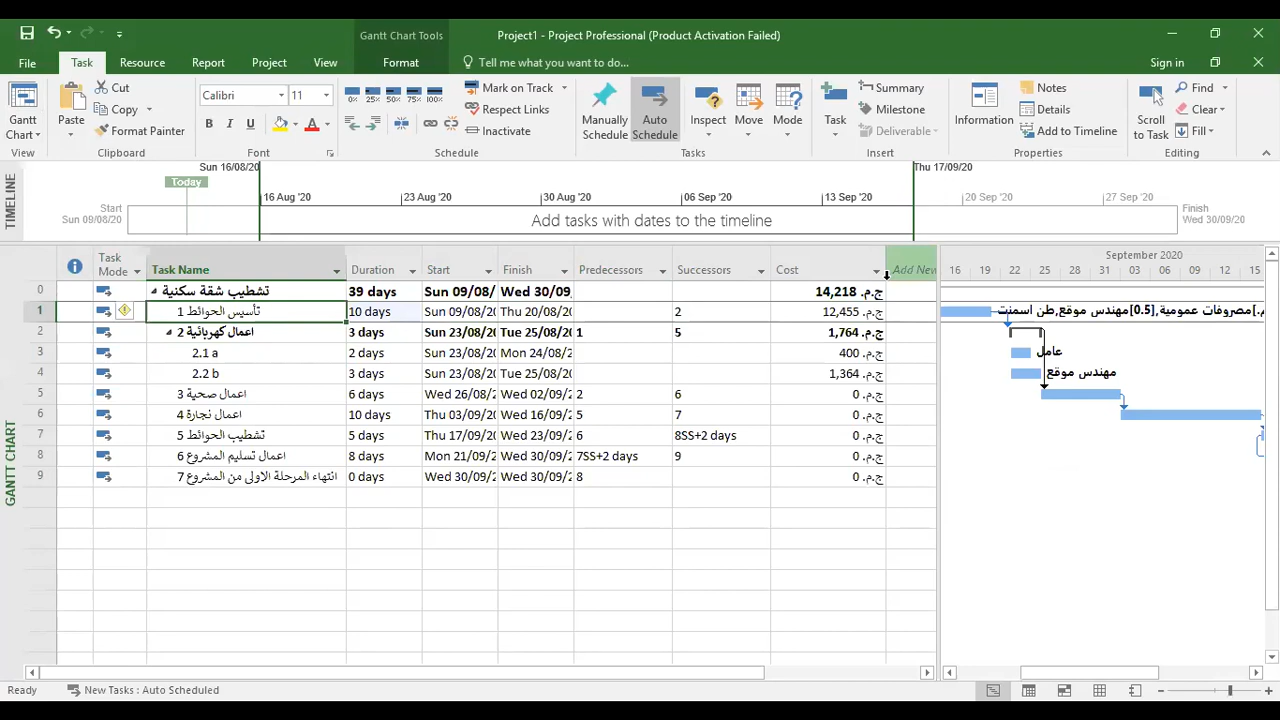 Gantt Chart Tools
Project1 - Project Professional (Product Activation Failed)
File Task Resource Report Project View Format Tell me what you want to do... Sign in
Gantt Chart
View
Paste
Cut
Copy
Format Painter
Clipboard
Calibri 11
B I U A
Font
0% 25% 50% 75% 100%
Mark on Track
Respect Links
Inactivate
Schedule
Manually Schedule
Auto Schedule
Inspect
Move
Mode
Tasks
Task
Summary
Milestone
Deliverable
Insert
Information
Notes
Details
Add to Timeline
Properties
Scroll to Task
Find
Clear
Fill
Editing
TIMELINE
Sun 16/08/20 Thu 17/09/20
Today
16 Aug '20 23 Aug '20 30 Aug '20 06 Sep '20 13 Sep '20 20 Sep '20 27 Sep '20
Start
Sun 09/08/20
Add tasks with dates to the timeline
Finish
Wed 30/09/20
GANTT CHART
Task Mode Task Name Duration Start Finish Predecessors Successors Cost Add New
September 2020
16 19 22 25 28 31 03 06 09 12 15
0 تشطيب شقة سكنية 39 days Sun 09/08/ Wed 30/09/ ج.م. 14,218
1 1 تأسيس الحوائط 10 days Sun 09/08/20 Thu 20/08/2 2 ج.م. 12,455
2 2 اعمال كهربائية 3 days Sun 23/08/ Tue 25/08/ 1 5 ج.م. 1,764
3 2.1 a 2 days Sun 23/08/20 Mon 24/08/2 ج.م. 400
4 2.2 b 3 days Sun 23/08/20 Tue 25/08/2 ج.م. 1,364
5 3 اعمال صحية 6 days Wed 26/08/ Wed 02/09/ 2 6 ج.م. 0
6 4 اعمال نجارة 10 days Thu 03/09/20 Wed 16/09/2 5 7 ج.م. 0
7 5 تشطيب الحوائط 5 days Thu 17/09/20 Wed 23/09/2 6 8SS+2 days ج.م. 0
8 6 اعمال تسليم المشروع 8 days Mon 21/09/ Wed 30/09/2 7SS+2 days 9 ج.م. 0
9 7 انتهاء المرحلة الاولى من المشروع 0 days Wed 30/09/2 Wed 30/09/2 8 ج.م. 0
مهندس موقع,طن اسمنت[0.5],مصروفات عمومية[.م
عامل
مهندس موقع
Ready New Tasks : Auto Scheduled